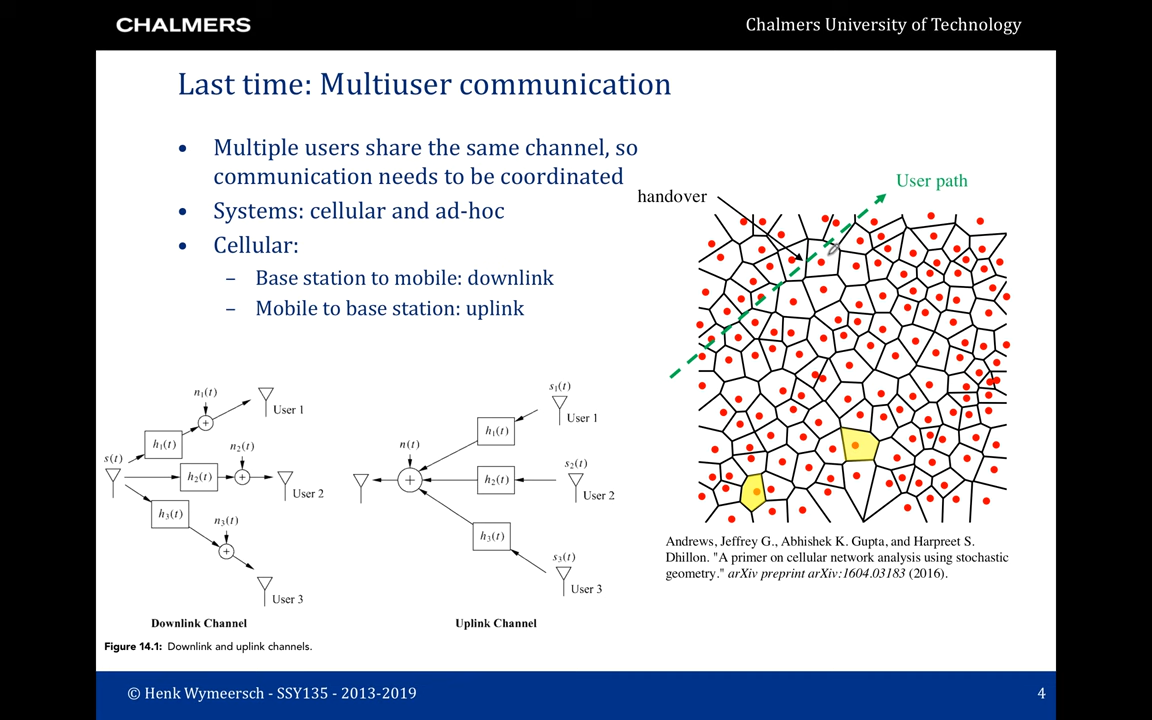 CHALMERS
Chalmers University of Technology
Last time: Multiuser communication
• Multiple users share the same channel, so
communication needs to be coordinated
• Systems: cellular and ad-hoc
• Cellular:
– Base station to mobile: downlink
– Mobile to base station: uplink
handover
User path
n1(t)
User 1
h1(t)
s(t)
n2(t)
+
h2(t)
+
User 2
h3(t)
n3(t)
+
User 3
Downlink Channel
s1(t)
User 1
h1(t)
n(t)
s2(t)
+
h2(t)
User 2
h3(t)
s3(t)
User 3
Uplink Channel
Figure 14.1: Downlink and uplink channels.
Andrews, Jeffrey G., Abhishek K. Gupta, and Harpreet S.
Dhillon. "A primer on cellular network analysis using stochastic
geometry." arXiv preprint arXiv:1604.03183 (2016).
© Henk Wymeersch - SSY135 - 2013-2019
4